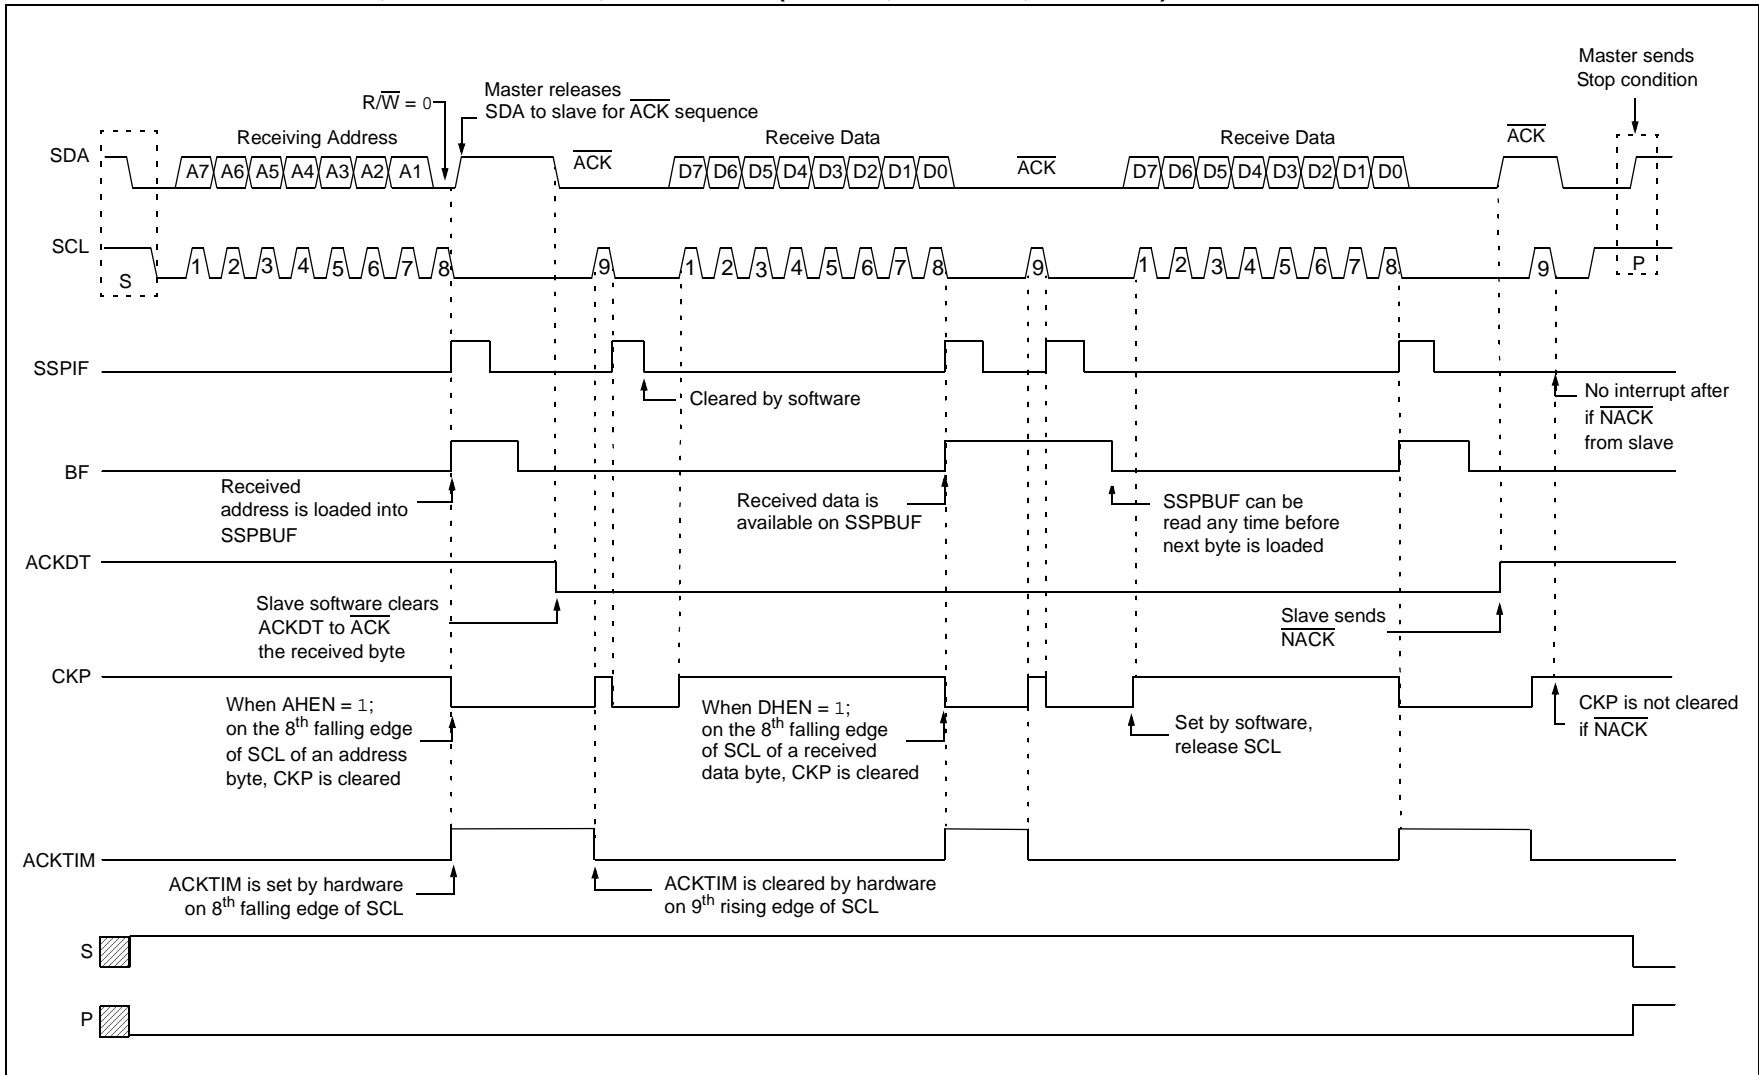 Master sends
Stop condition
Master releases
SDA to slave for ACK sequence
R/W = 0
Receiving Address
Receive Data
Receive Data
ACK
SDA
ACK
ACK
A7 A6 A5 A4 A3 A2 A1
D7 D6 D5 D4 D3 D2 D1 D0
D7 D6 D5 D4 D3 D2 D1 D0
SCL
S
1 2 3 4 5 6 7 8 9
1 2 3 4 5 6 7 8 9
1 2 3 4 5 6 7 8 9
P
SSPIF
Cleared by software
No interrupt after
if NACK
from slave
BF
Received
address is loaded into
SSPBUF
Received data is
available on SSPBUF
SSPBUF can be
read any time before
next byte is loaded
ACKDT
Slave software clears
ACKDT to ACK
the received byte
Slave sends
NACK
CKP
When AHEN = 1;
on the 8th falling edge
of SCL of an address
byte, CKP is cleared
When DHEN = 1;
on the 8th falling edge
of SCL of a received
data byte, CKP is cleared
Set by software,
release SCL
CKP is not cleared
if NACK
ACKTIM
ACKTIM is set by hardware
on 8th falling edge of SCL
ACKTIM is cleared by hardware
on 9th rising edge of SCL
S
P